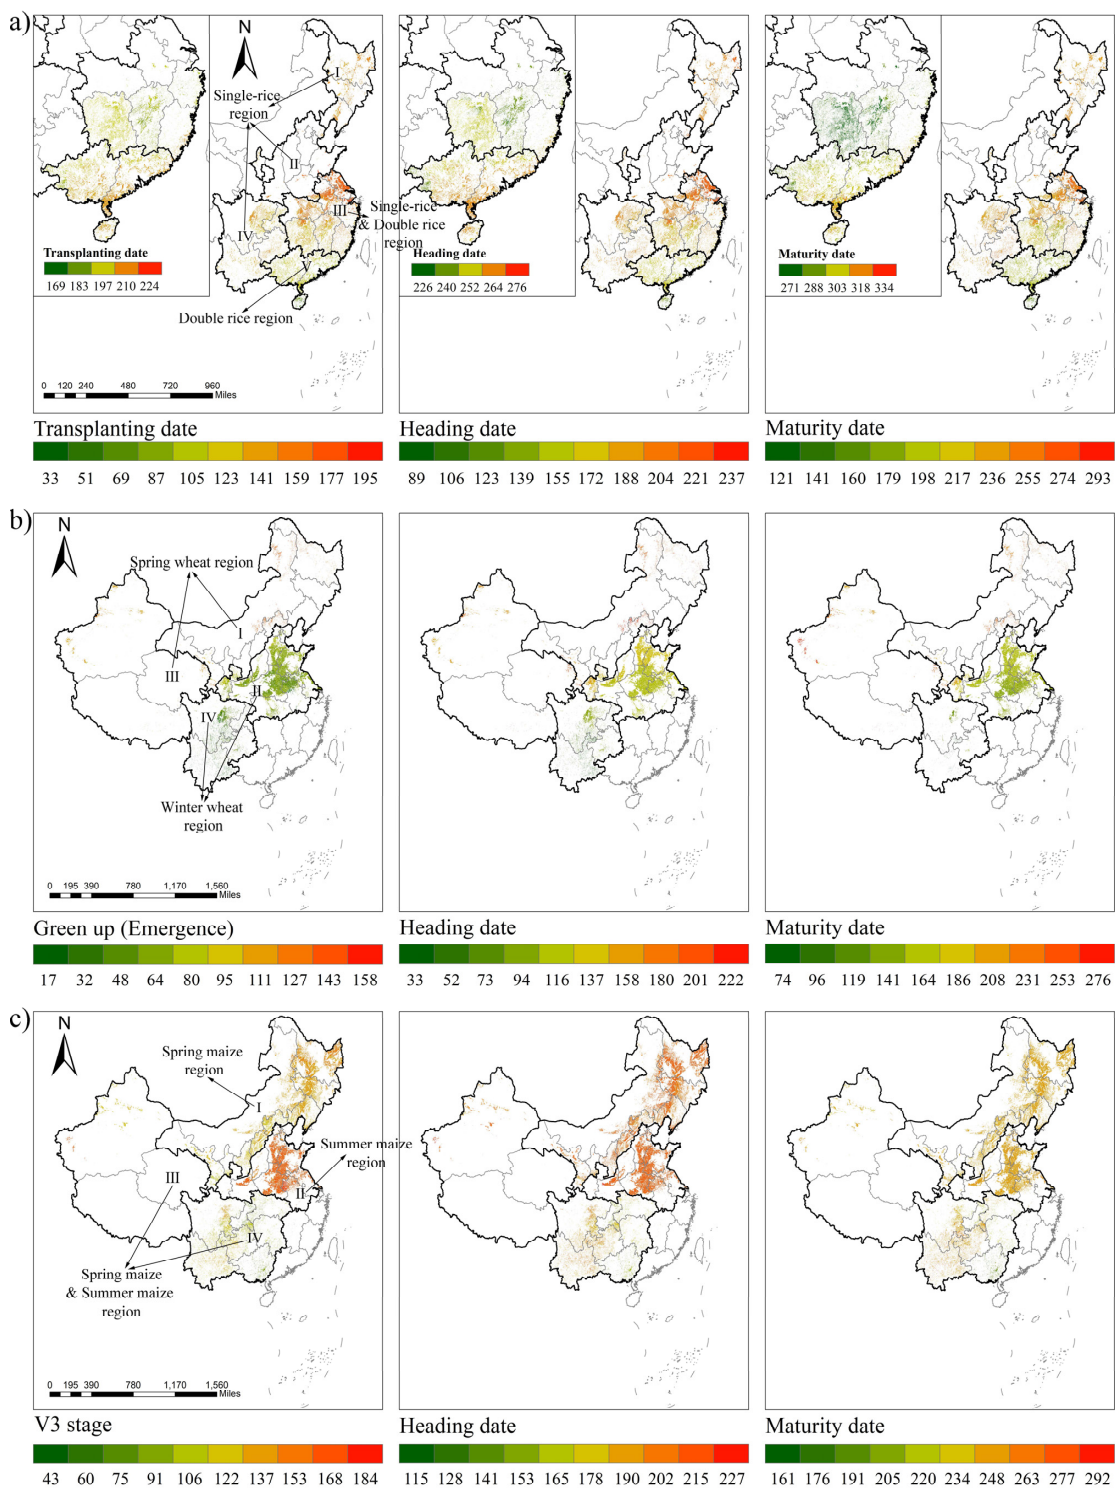 a)
N
I
Single-rice
region
II
III
Single-rice
& Double rice
region
IV
V
Double rice region
Transplanting date
169 183 197 210 224
Heading date
226 240 252 264 276
Maturity date
271 288 303 318 334
0 120 240 480 720 960
Miles
Transplanting date
33 51 69 87 105 123 141 159 177 195
Heading date
89 106 123 139 155 172 188 204 221 237
Maturity date
121 141 160 179 198 217 236 255 274 293
b)
N
Spring wheat region
I
III
II
IV
Winter wheat
region
0 195 390 780 1,170 1,560
Miles
Green up (Emergence)
17 32 48 64 80 95 111 127 143 158
Heading date
33 52 73 94 116 137 158 180 201 222
Maturity date
74 96 119 141 164 186 208 231 253 276
c)
N
Spring maize
region
I
Summer maize
region
III
II
IV
Spring maize
& Summer maize
region
0 195 390 780 1,170 1,560
Miles
V3 stage
43 60 75 91 106 122 137 153 168 184
Heading date
115 128 141 153 165 178 190 202 215 227
Maturity date
161 176 191 205 220 234 248 263 277 292